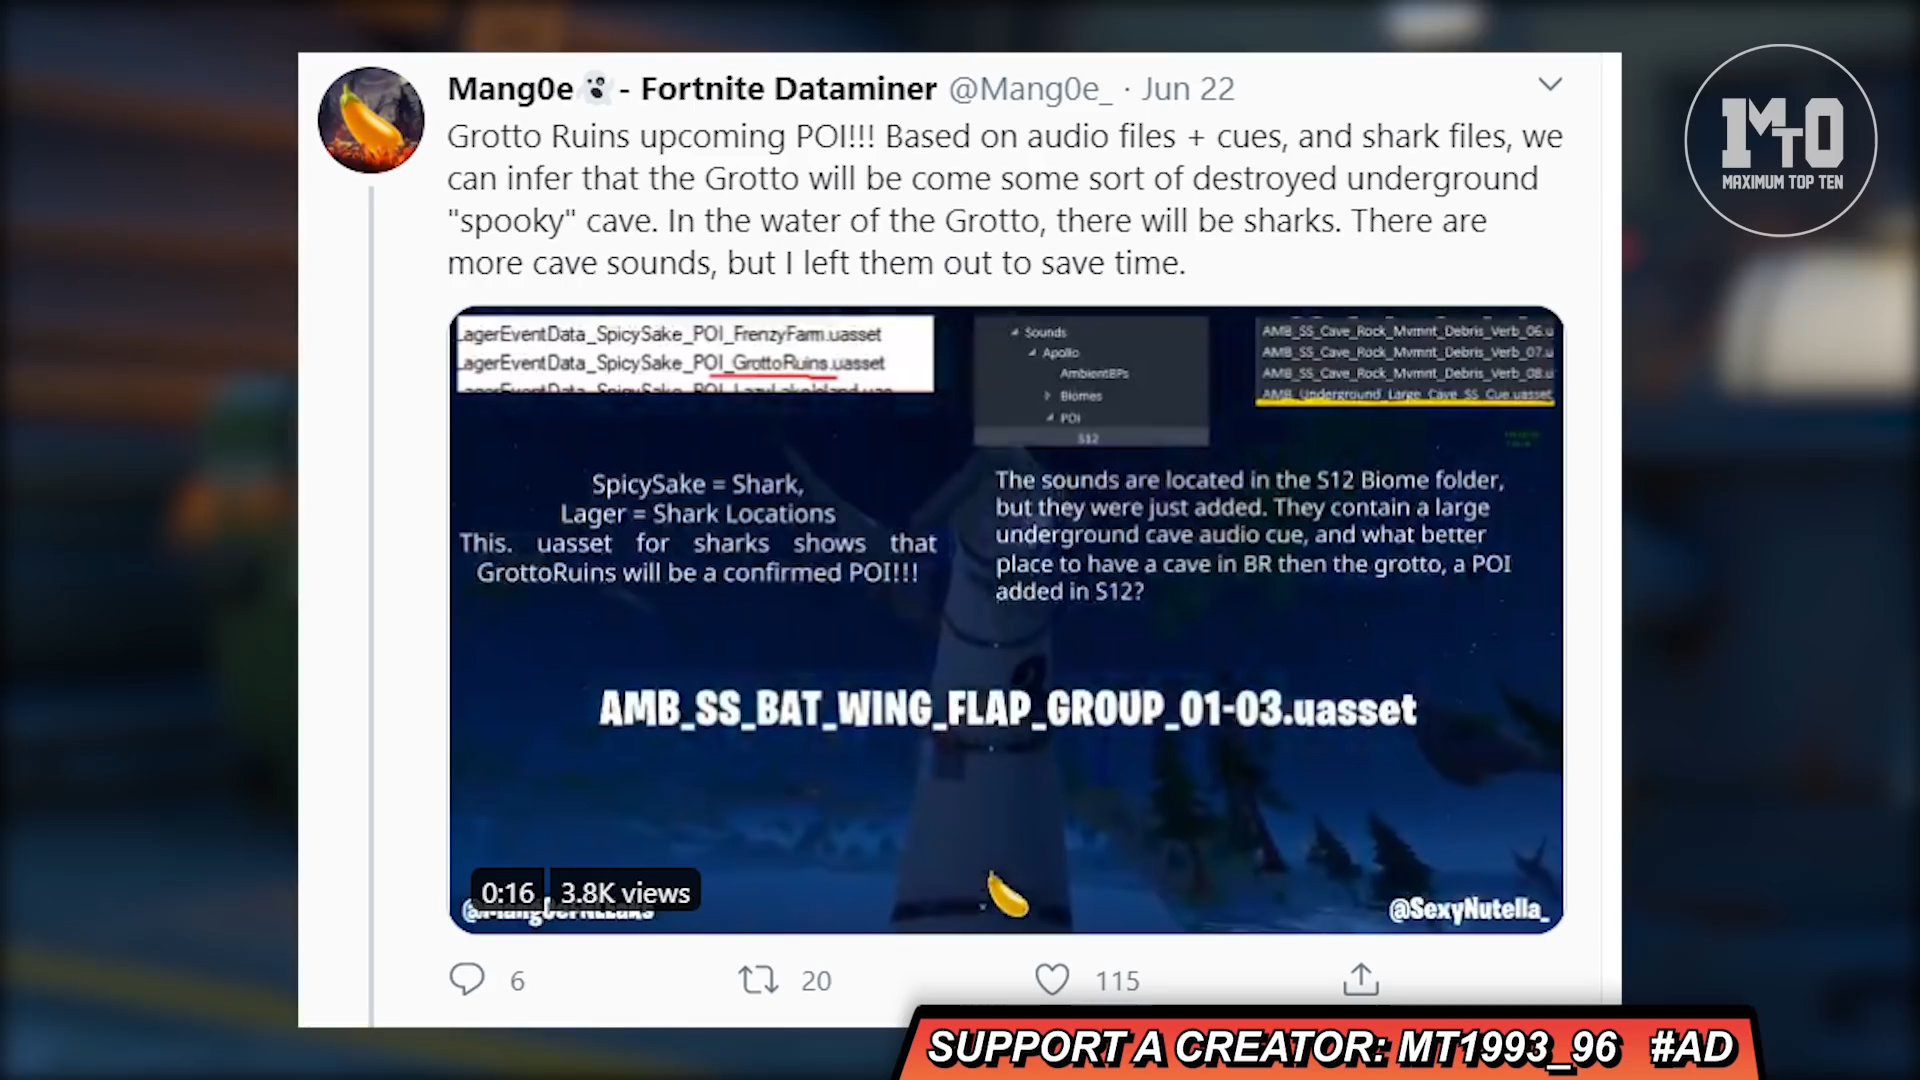 Mang0e - Fortnite Dataminer @Mang0e_ · Jun 22
Grotto Ruins upcoming POI!!! Based on audio files + cues, and shark files, we
can infer that the Grotto will be come some sort of destroyed underground
"spooky" cave. In the water of the Grotto, there will be sharks. There are
more cave sounds, but I left them out to save time.
LagerEventData_SpicySake_POI_FrenzyFarm.uasset
LagerEventData_SpicySake_POI_GrottoRuins.uasset
Sounds
Apollo
AmbientBPs
Biomes
POI
S12
AMB_SS_Cave_Rock_Mvmnt_Debris_Verb_06.u
AMB_SS_Cave_Rock_Mvmnt_Debris_Verb_07.u
AMB_SS_Cave_Rock_Mvmnt_Debris_Verb_08.u
AMB_Underground_Large_Cave_SS_Cue.uasset
SpicySake = Shark,
Lager = Shark Locations
This. uasset for sharks shows that
GrottoRuins will be a confirmed POI!!!
The sounds are located in the S12 Biome folder,
but they were just added. They contain a large
underground cave audio cue, and what better
place to have a cave in BR then the grotto, a POI
added in S12?
AMB_SS_BAT_WING_FLAP_GROUP_01-03.uasset
0:16 3.8K views
@SexyNutella_
6 20 115
1MTO
MAXIMUM TOP TEN
SUPPORT A CREATOR: MT1993_96 #AD